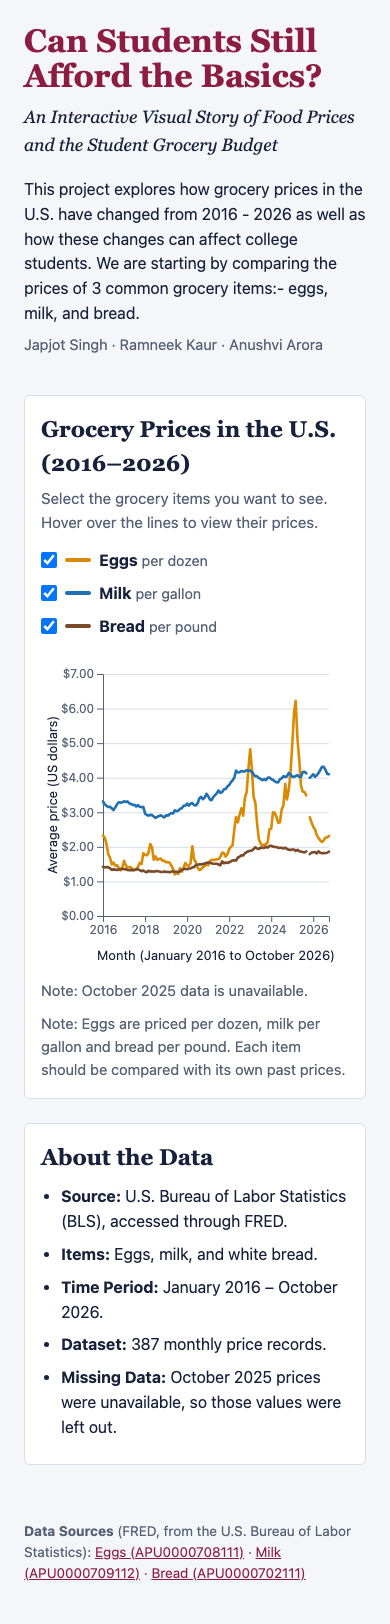 Can Students Still
Afford the Basics?
An Interactive Visual Story of Food Prices
and the Student Grocery Budget
This project explores how grocery prices in the
U.S. have changed from 2016 - 2026 as well as
how these changes can affect college
students. We are starting by comparing the
prices of 3 common grocery items:- eggs,
milk, and bread.
Japjot Singh · Ramneek Kaur · Anushvi Arora
Grocery Prices in the U.S.
(2016–2026)
Select the grocery items you want to see.
Hover over the lines to view their prices.
Eggs per dozen
Milk per gallon
Bread per pound
Average price (US dollars)
$7.00
$6.00
$5.00
$4.00
$3.00
$2.00
$1.00
$0.00
2016 2018 2020 2022 2024 2026
Month (January 2016 to October 2026)
Note: October 2025 data is unavailable.
Note: Eggs are priced per dozen, milk per
gallon and bread per pound. Each item
should be compared with its own past prices.
About the Data
• Source: U.S. Bureau of Labor Statistics
(BLS), accessed through FRED.
• Items: Eggs, milk, and white bread.
• Time Period: January 2016 – October
2026.
• Dataset: 387 monthly price records.
• Missing Data: October 2025 prices
were unavailable, so those values were
left out.
Data Sources (FRED, from the U.S. Bureau of Labor
Statistics): Eggs (APU0000708111) · Milk
(APU0000709112) · Bread (APU0000702111)